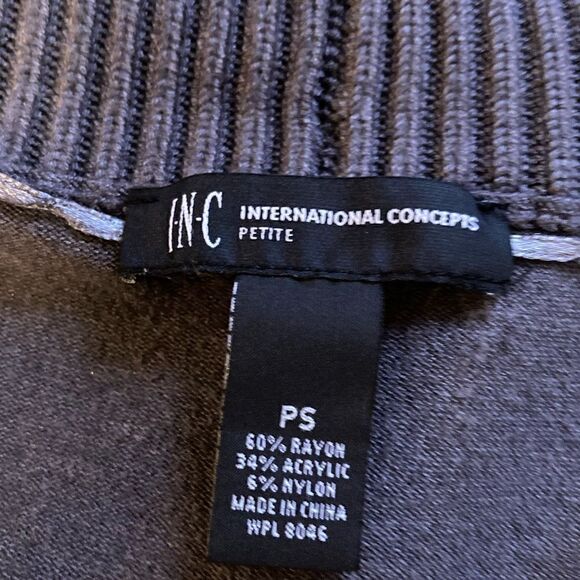 I·N·C INTERNATIONAL CONCEPTS
PETITE
PS
60% RAYON
34% ACRYLIC
6% NYLON
MADE IN CHINA
WPL 8046